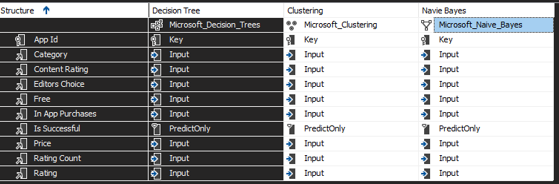 Structure Decision Tree Clustering Navie Bayes
Microsoft_Decision_Trees Microsoft_Clustering Microsoft_Naive_Bayes
App Id Key Key Key
Category Input Input Input
Content Rating Input Input Input
Editors Choice Input Input Input
Free Input Input Input
In App Purchases Input Input Input
Is Successful PredictOnly PredictOnly PredictOnly
Price Input Input Input
Rating Count Input Input Input
Rating Input Input Input